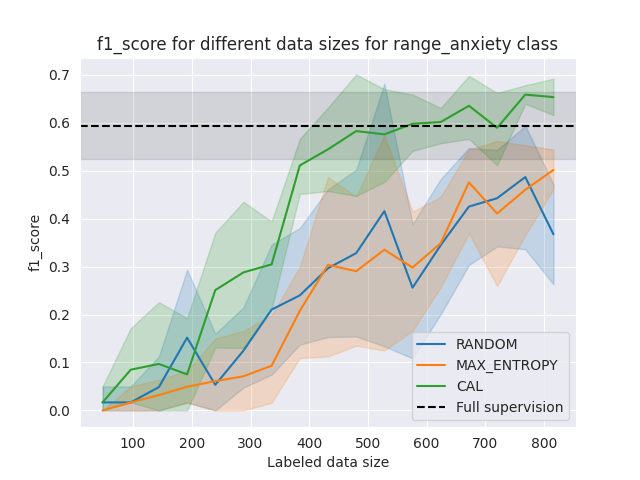 f1_score for different data sizes for range_anxiety class
0.7
0.6
0.5
0.4
0.3
0.2
0.1
0.0
f1_score
RANDOM
MAX_ENTROPY
CAL
Full supervision
100 200 300 400 500 600 700 800
Labeled data size